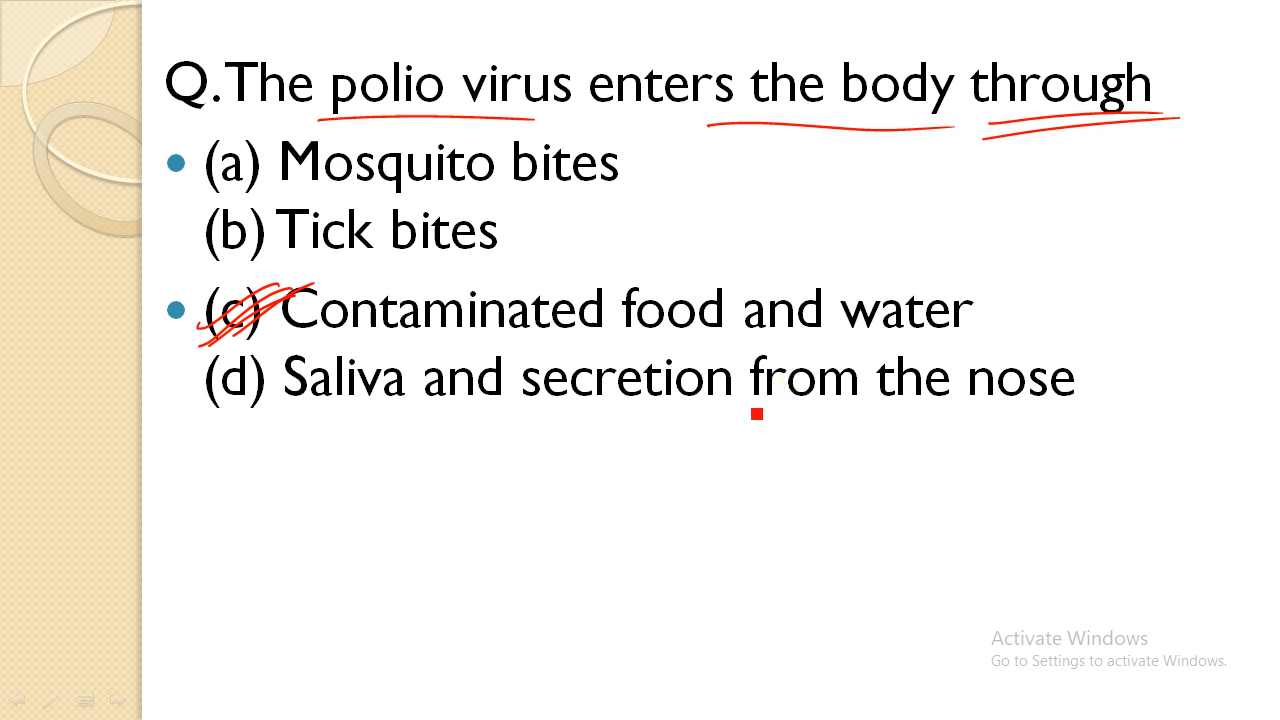 Q. The polio virus enters the body through
(a) Mosquito bites
(b) Tick bites
(c) Contaminated food and water
(d) Saliva and secretion from the nose
Activate Windows
Go to Settings to activate Windows.